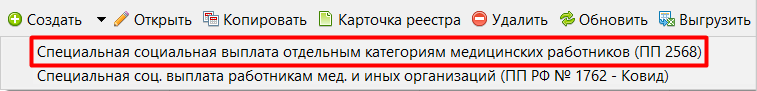 Создать Открыть Копировать Карточка реестра Удалить Обновить Выгрузить
Специальная социальная выплата отдельным категориям медицинских работников (ПП 2568)
Специальная соц. выплата работникам мед. и иных организаций (ПП РФ № 1762 - Ковид)